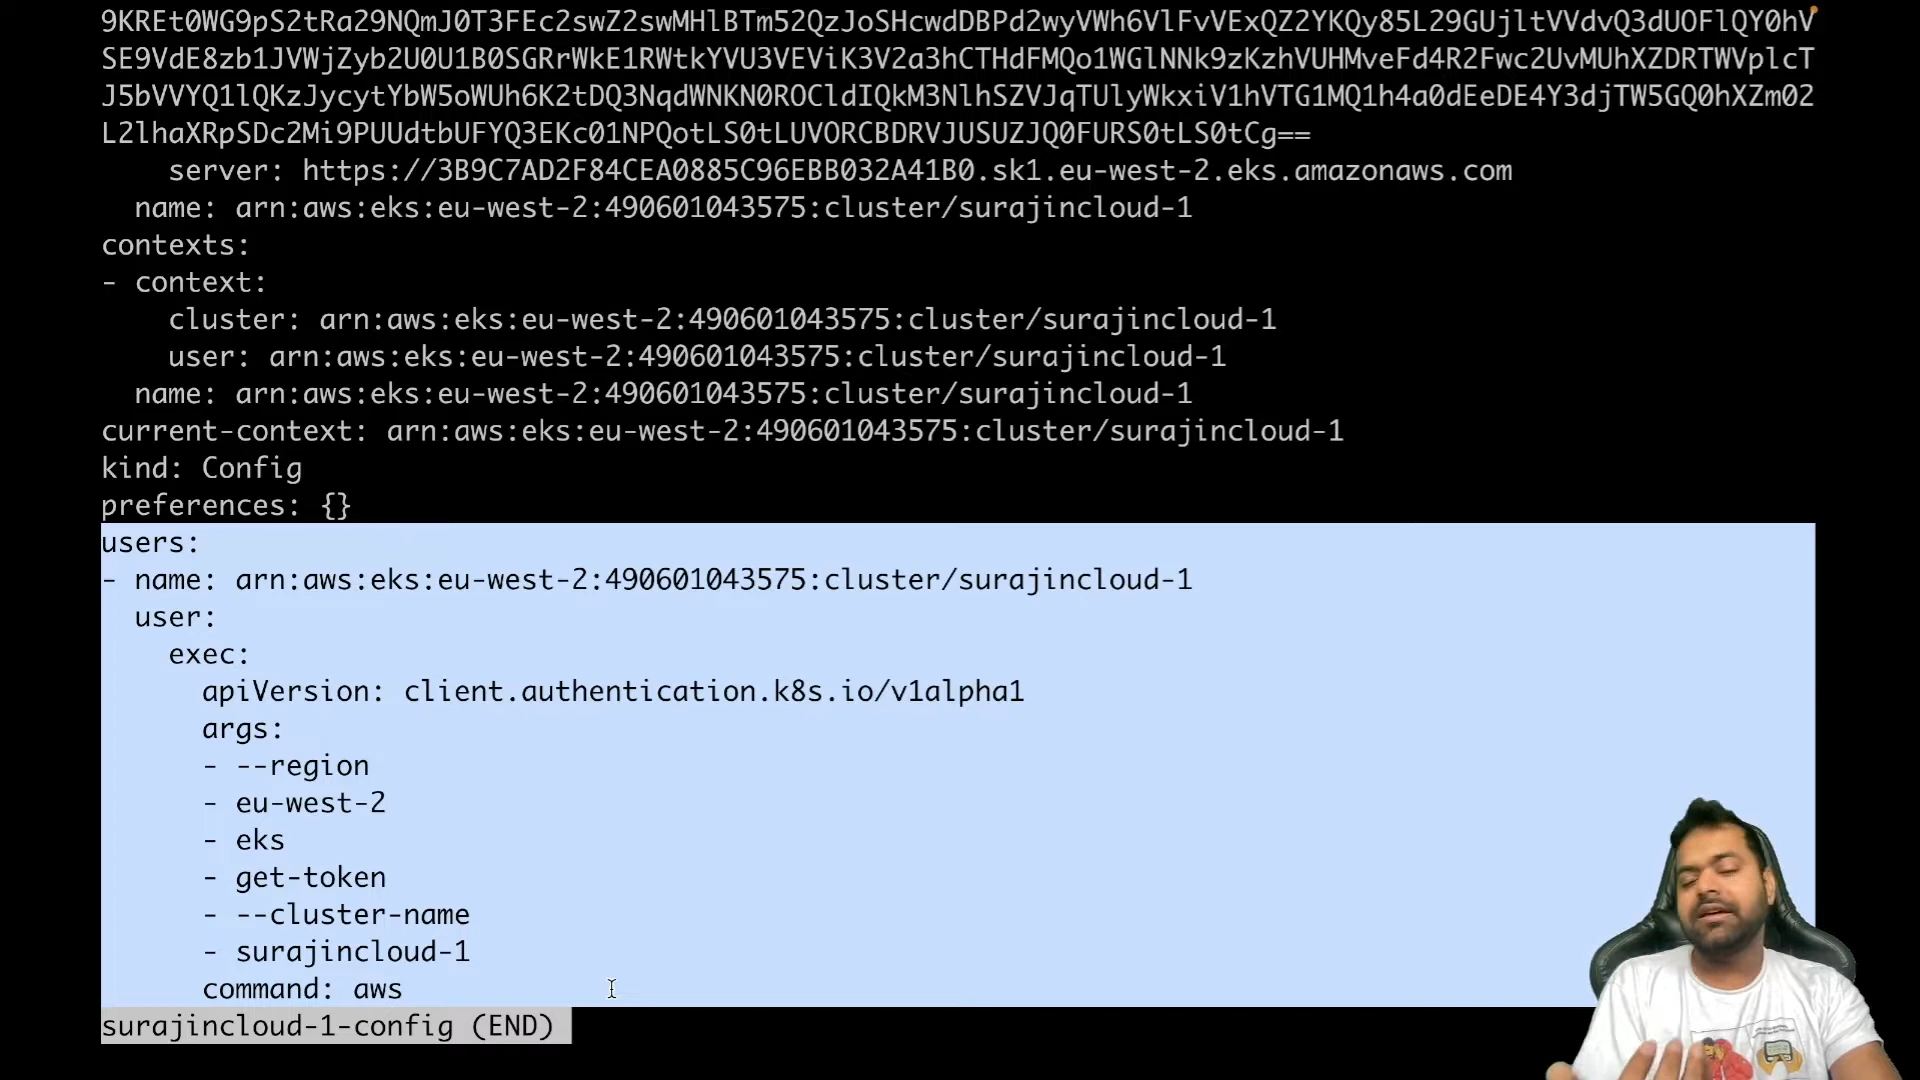 9KREt0WG9pS2tRa29NQmJ0T3FEc2swZ2swMHlBTm52QzJoSHcwdDBPd2wyVWh6VlFvVExQZ2YKQy85L29GUjltVVdvQ3dUOFlQY0hV
SE9VdE8zb1JVWjZyb2U0U1B0SGRrWkE1RWtkYVU3VEViK3V2a3hCTHdFMQo1WGlNNk9zKzhVUHMveFd4R2Fwc2UvMUhXZDRTWVplcT
J5bVVYQ1lQKzJycytYbW5oWUh6K2tDQ3NqdWNKN0ROCldIQkM3NlhSZVJqTUlyWkxiV1hVTG1MQ1h4a0dEeDE4Y3djTW5GQ0hXZm02
L2lhaXRpSDc2Mi9PUUdtbUFYQ3EKc01NPQotLS0tLUVORCBDRVJUSUZJQ0FURS0tLS0tCg==
server: https://3B9C7AD2F84CEA0885C96EBB032A41B0.sk1.eu-west-2.eks.amazonaws.com
name: arn:aws:eks:eu-west-2:490601043575:cluster/surajincloud-1
contexts:
- context:
cluster: arn:aws:eks:eu-west-2:490601043575:cluster/surajincloud-1
user: arn:aws:eks:eu-west-2:490601043575:cluster/surajincloud-1
name: arn:aws:eks:eu-west-2:490601043575:cluster/surajincloud-1
current-context: arn:aws:eks:eu-west-2:490601043575:cluster/surajincloud-1
kind: Config
preferences: {}
users:
- name: arn:aws:eks:eu-west-2:490601043575:cluster/surajincloud-1
user:
exec:
apiVersion: client.authentication.k8s.io/v1alpha1
args:
- --region
- eu-west-2
- eks
- get-token
- --cluster-name
- surajincloud-1
command: aws
surajincloud-1-config (END)